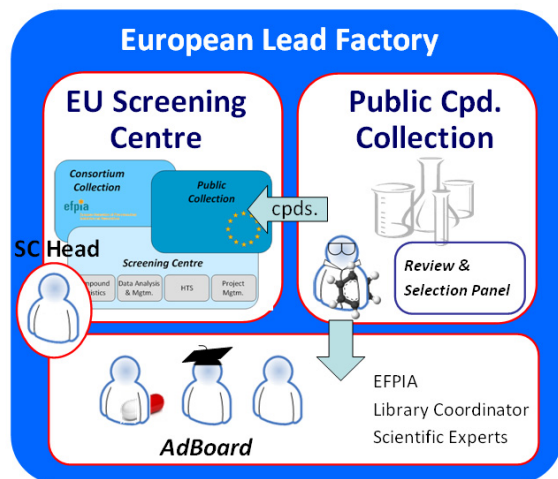 European Lead Factory
EU Screening
Centre
Public Cpd.
Collection
Consortium
Collection
efpia
Public
Collection
cpds.
SC Head
Screening Centre
Data Analysis
& Mgtm.
HTS
Project
Mgtm.
Review &
Selection Panel
AdBoard
EFPIA
Library Coordinator
Scientific Experts